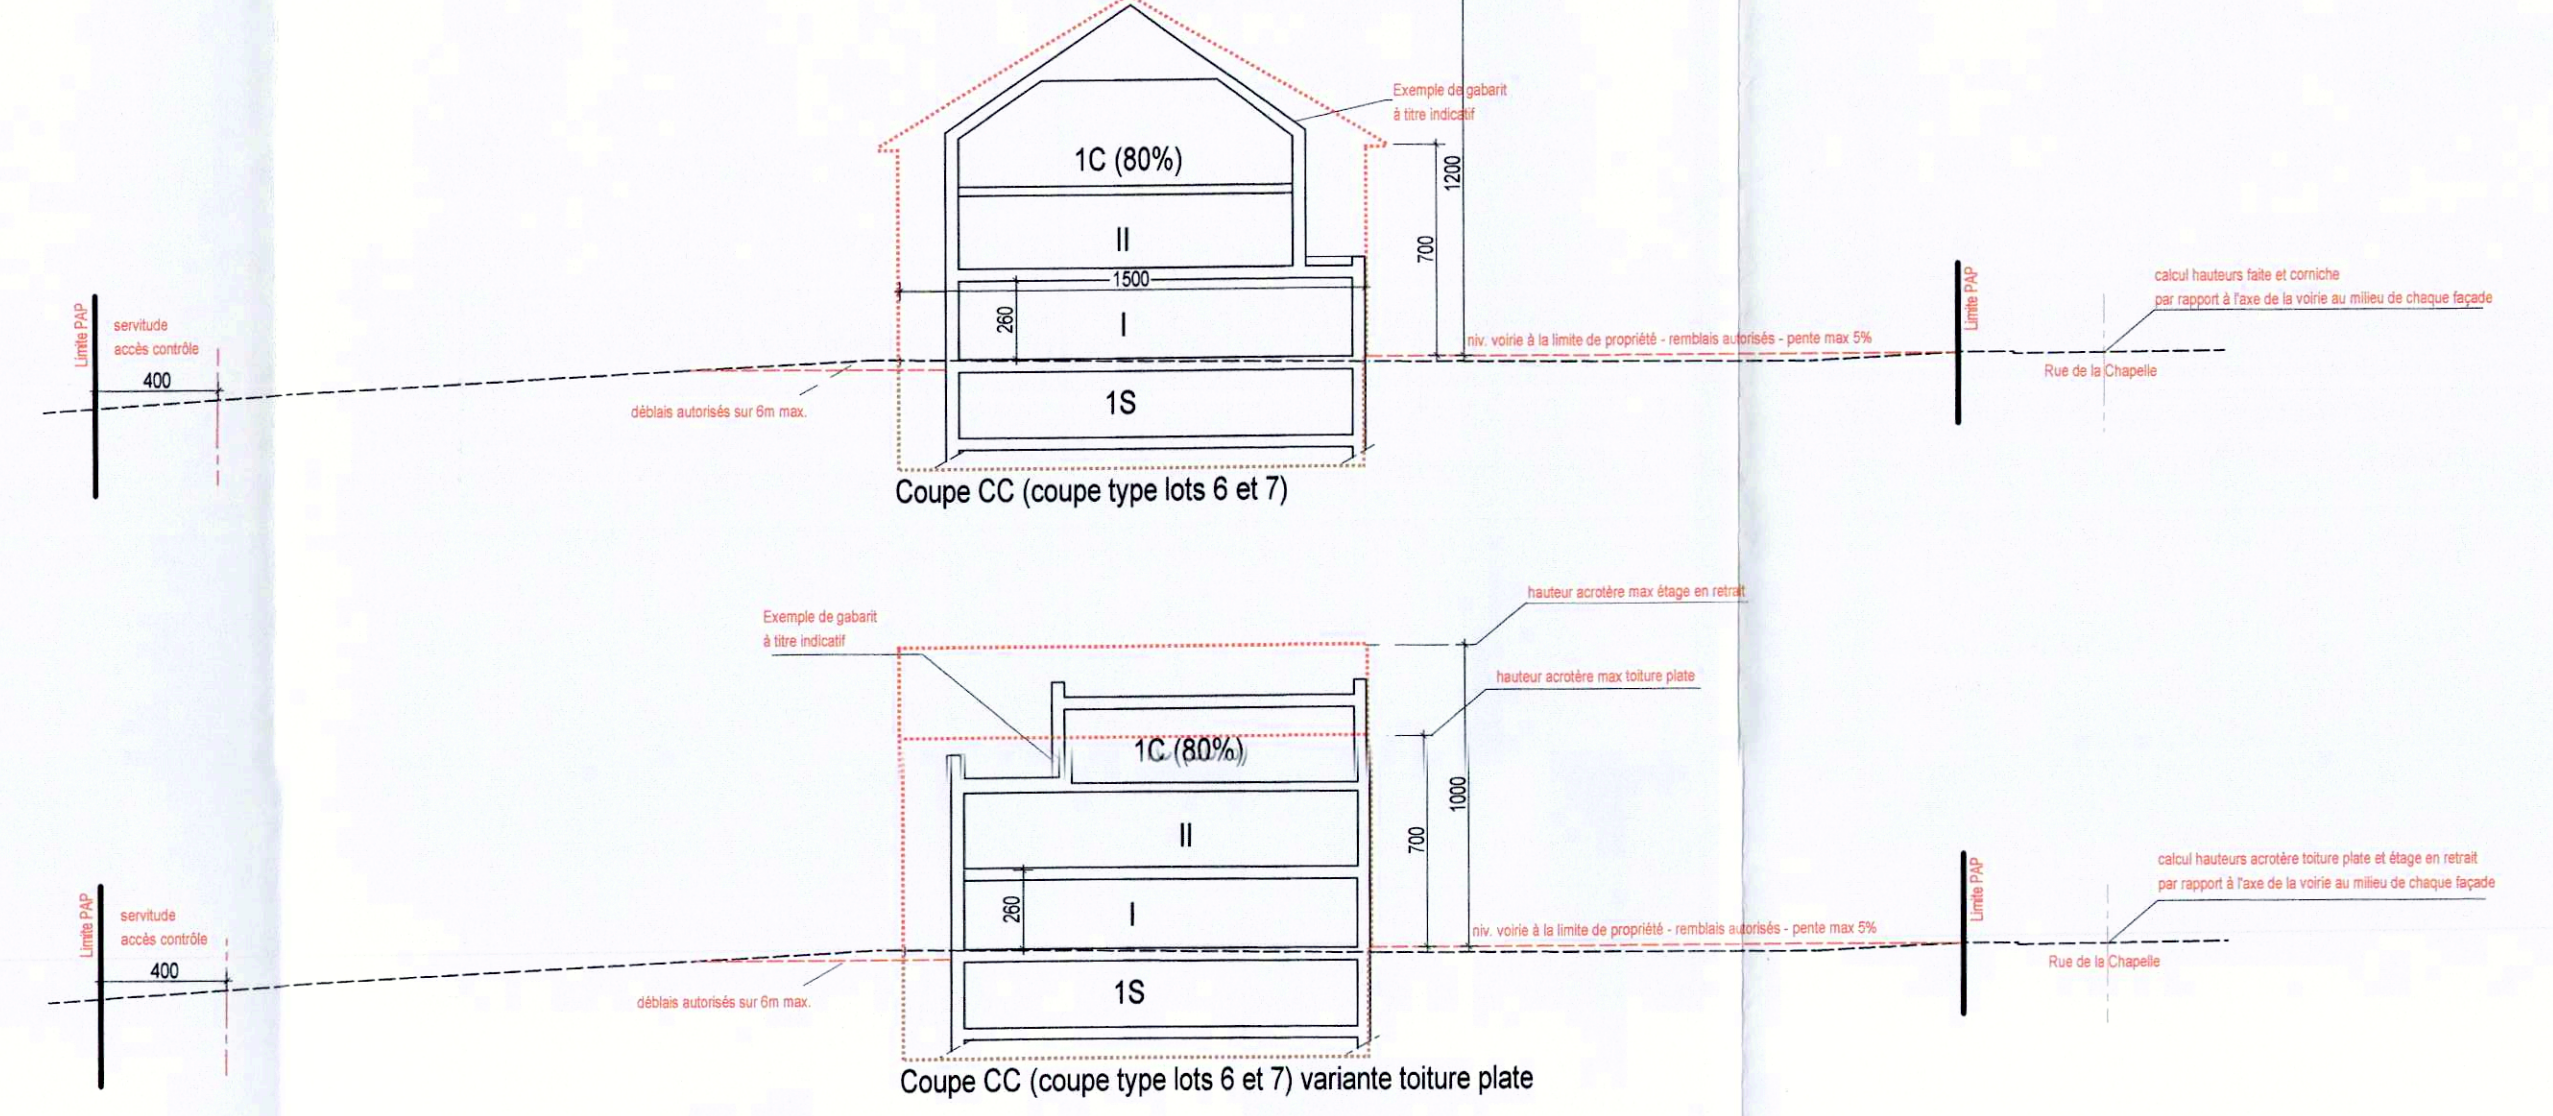 Exemple de gabarit
à titre indicatif
1C (80%)
1200
II
700
1500
Limite PAP
calcul hauteurs faite et corniche
par rapport à l'axe de la voirie au milieu de chaque façade
Limite PAP
servitude
accès contrôle
260
I
niv. voirie à la limite de propriété - remblais autorisés - pente max 5%
Rue de la Chapelle
400
déblais autorisés sur 6m max.
1S
Coupe CC (coupe type lots 6 et 7)
hauteur acrotère max étage en retrait
Exemple de gabarit
à titre indicatif
hauteur acrotère max toiture plate
1C (80%)
1000
II
700
calcul hauteurs acrotère toiture plate et étage en retrait
par rapport à l'axe de la voirie au milieu de chaque façade
Limite PAP
Limite PAP
servitude
accès contrôle
260
I
niv. voirie à la limite de propriété - remblais autorisés - pente max 5%
Rue de la Chapelle
400
déblais autorisés sur 6m max.
1S
Coupe CC (coupe type lots 6 et 7) variante toiture plate